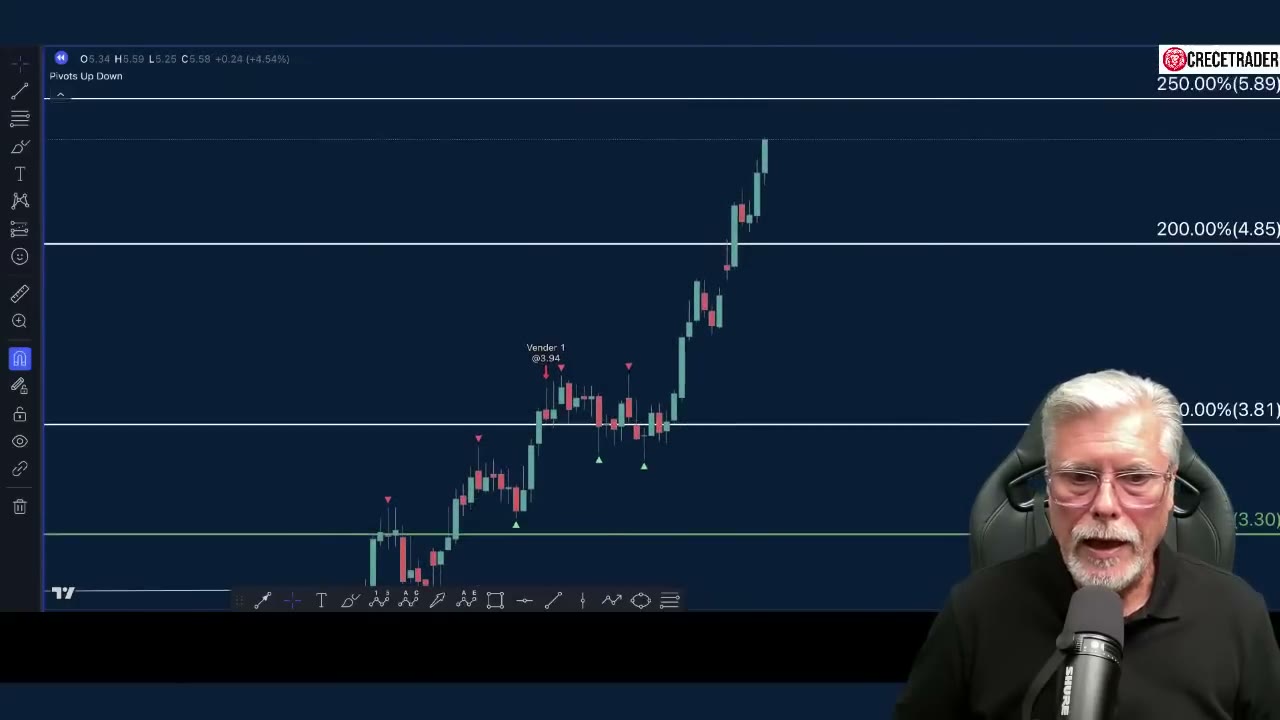 CRECETRADER
O5.34 H5.59 L5.25 C5.58 +0.24 (+4.54%)
Pivots Up Down
250.00%(5.89)
200.00%(4.85)
Vender 1
@3.94
0.00%(3.81)
(3.30)
SHURE